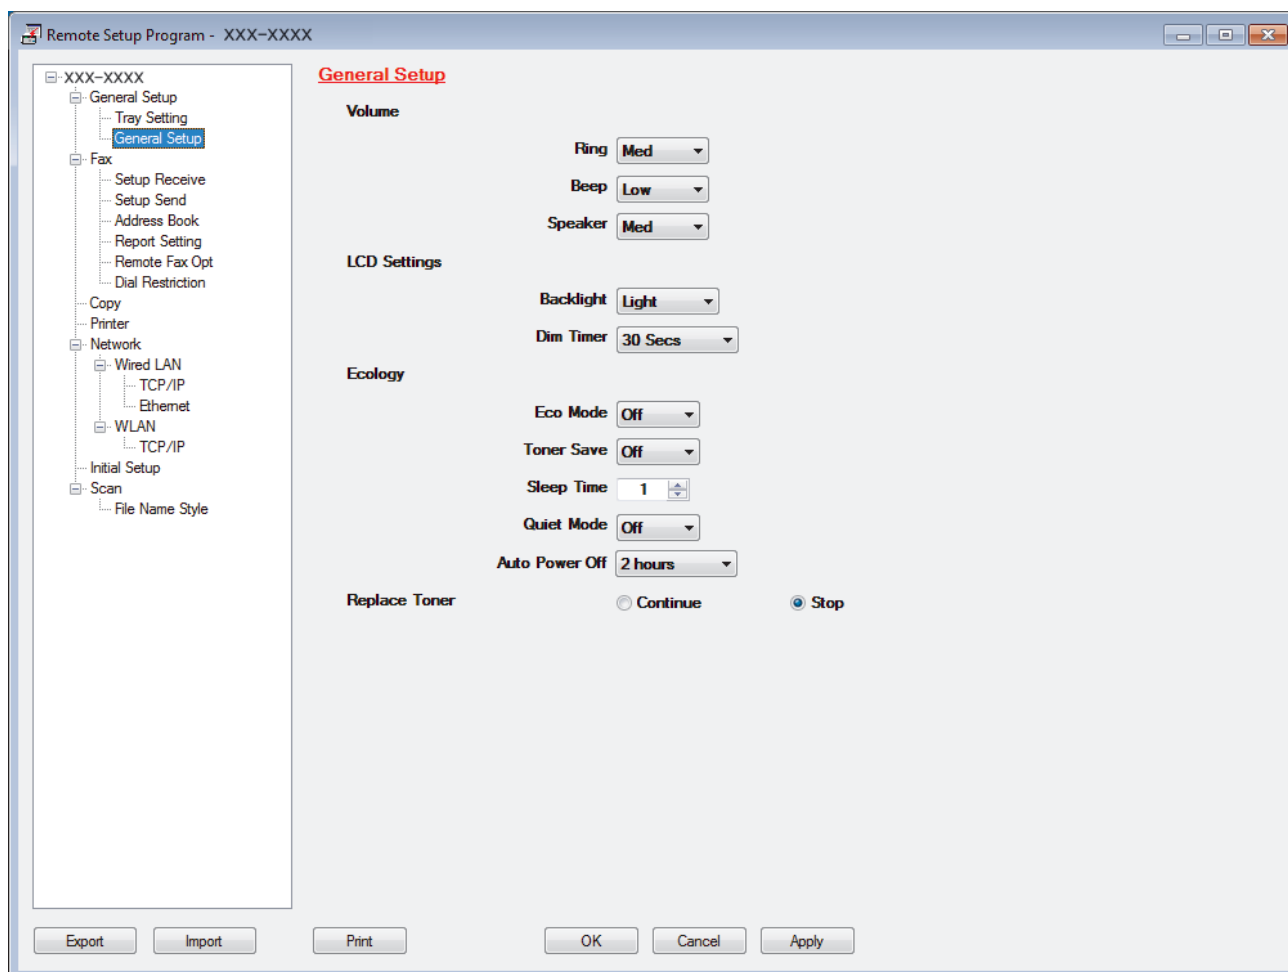 Remote Setup Program - XXX-XXXX
XXX-XXXX
General Setup
Tray Setting
General Setup
Fax
Setup Receive
Setup Send
Address Book
Report Setting
Remote Fax Opt
Dial Restriction
Copy
Printer
Network
Wired LAN
TCP/IP
Ethernet
WLAN
TCP/IP
Initial Setup
Scan
File Name Style
General Setup
Volume
Ring Med
Beep Low
Speaker Med
LCD Settings
Backlight Light
Dim Timer 30 Secs
Ecology
Eco Mode Off
Toner Save Off
Sleep Time 1
Quiet Mode Off
Auto Power Off 2 hours
Replace Toner Continue Stop
Export Import Print OK Cancel Apply